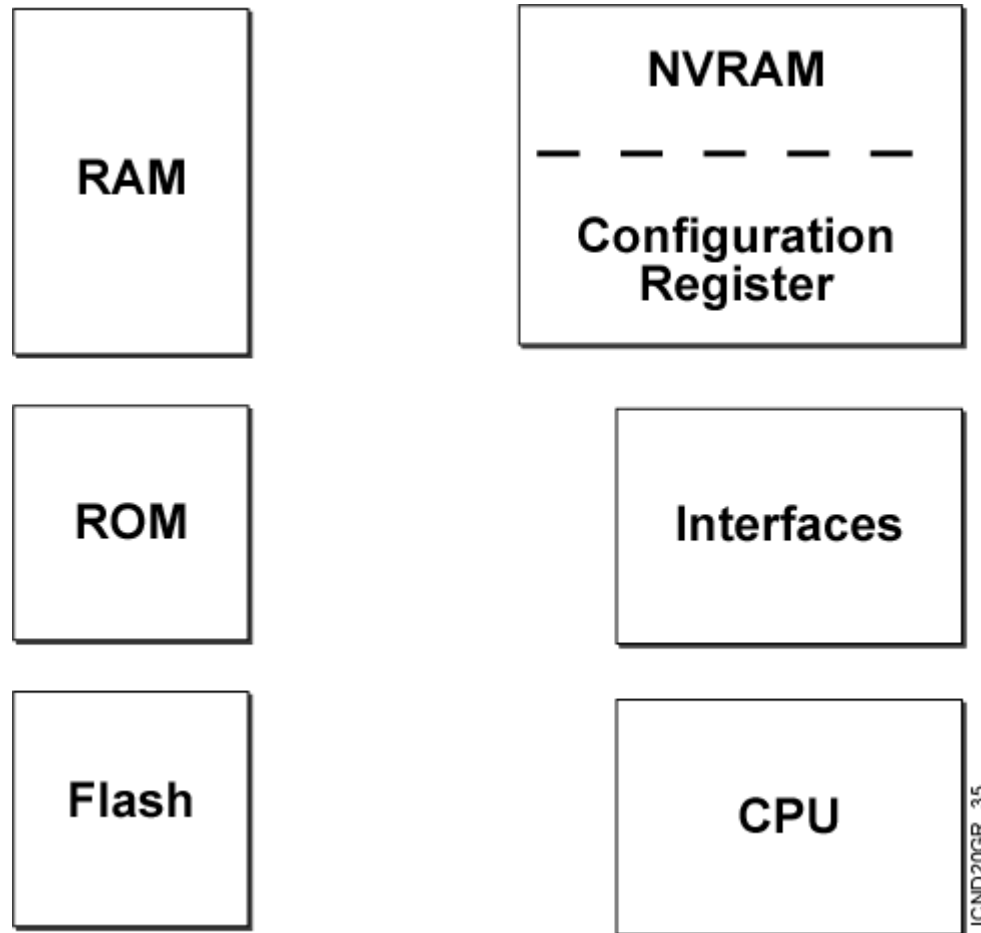 RAM
NVRAM
Configuration
Register
ROM
Interfaces
Flash
CPU
ICND20GR_35